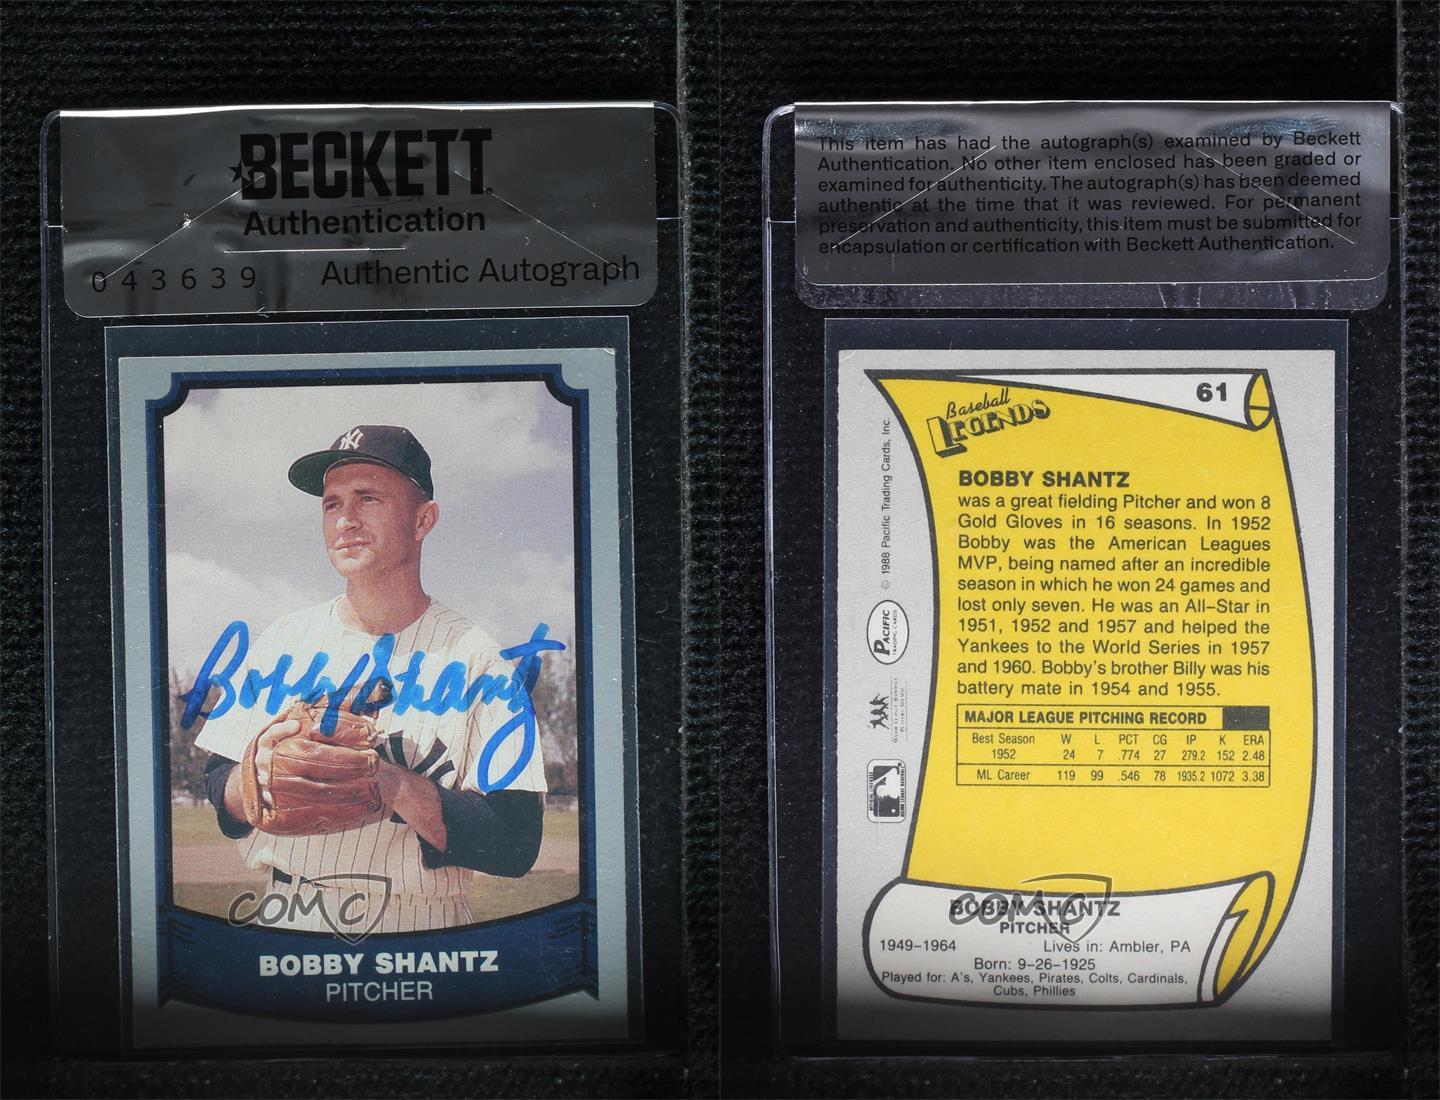 BECKETT
Authentication
043639 Authentic Autograph
NY
Bobby Shantz
COMC
BOBBY SHANTZ
PITCHER
This item has had the autograph(s) examined by Beckett
Authentication. No other item enclosed has been graded or
examined for authenticity. The autograph(s) has been deemed
authentic at the time that it was reviewed. For permanent
preservation and authenticity, this item must be submitted for
encapsulation or certification with Beckett Authentication.
61
Baseball
LEGENDS
BOBBY SHANTZ
was a great fielding Pitcher and won 8
Gold Gloves in 16 seasons. In 1952
Bobby was the American Leagues
MVP, being named after an incredible
season in which he won 24 games and
lost only seven. He was an All-Star in
1951, 1952 and 1957 and helped the
Yankees to the World Series in 1957
and 1960. Bobby's brother Billy was his
battery mate in 1954 and 1955.
MAJOR LEAGUE PITCHING RECORD
Best Season W L PCT CG IP K ERA
1952 24 7 .774 27 279.2 152 2.48
ML Career 119 99 .546 78 1935.2 1072 3.38
© 1988 Pacific Trading Cards, Inc.
PACIFIC
TRADING CARDS
COMC
BOBBY SHANTZ
PITCHER
1949-1964 Lives in: Ambler, PA
Born: 9-26-1925
Played for: A's, Yankees, Pirates, Colts, Cardinals,
Cubs, Phillies